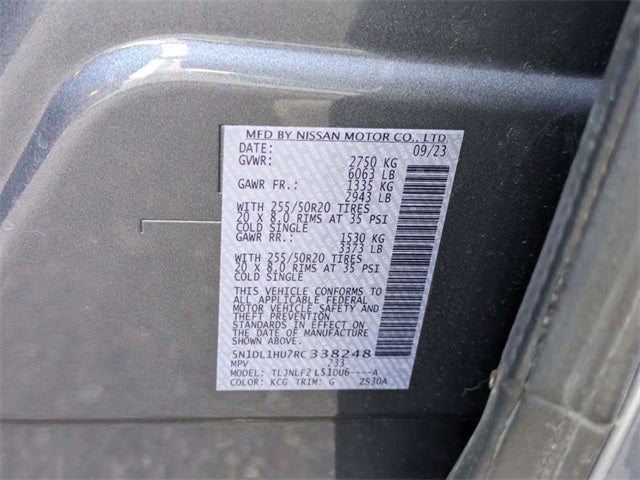 MFD BY NISSAN MOTOR CO., LTD
DATE: 09/23
GVWR: 2750 KG
6063 LB
GAWR FR.: 1335 KG
2943 LB
WITH 255/50R20 TIRES
20 X 8.0 RIMS AT 35 PSI
COLD SINGLE
GAWR RR.: 1530 KG
3373 LB
WITH 255/50R20 TIRES
20 X 8.0 RIMS AT 35 PSI
COLD SINGLE
THIS VEHICLE CONFORMS TO
ALL APPLICABLE FEDERAL
MOTOR VEHICLE SAFETY AND
THEFT PREVENTION
STANDARDS IN EFFECT ON
THE DATE OF MANUFACTURE
SHOWN ABOVE.
5N1DL1HU7RC338248
MPV 233
MODEL: TLJNLF2 L51DU6----A
COLOR: KCG TRIM: G ZS30A